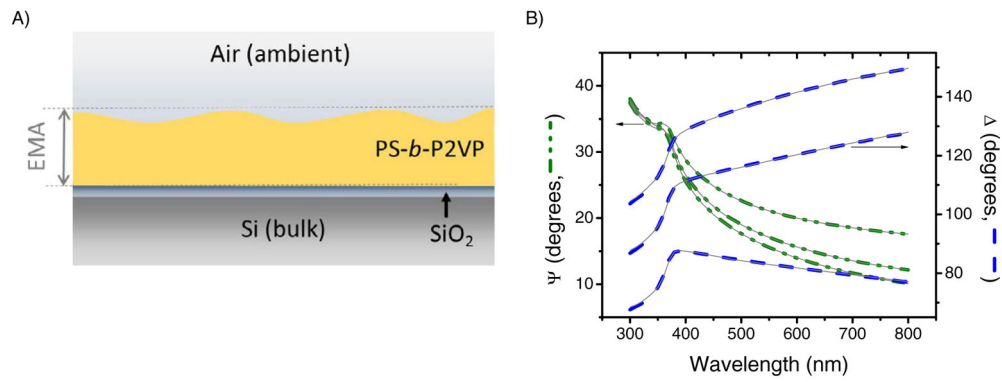 A)
Air (ambient)
EMA
PS-b-P2VP
Si (bulk)
SiO₂
B)
Ψ (degrees, )
40
30
20
10
300 400 500 600 700 800
Wavelength (nm)
140
120
100
80
Δ (degrees, )